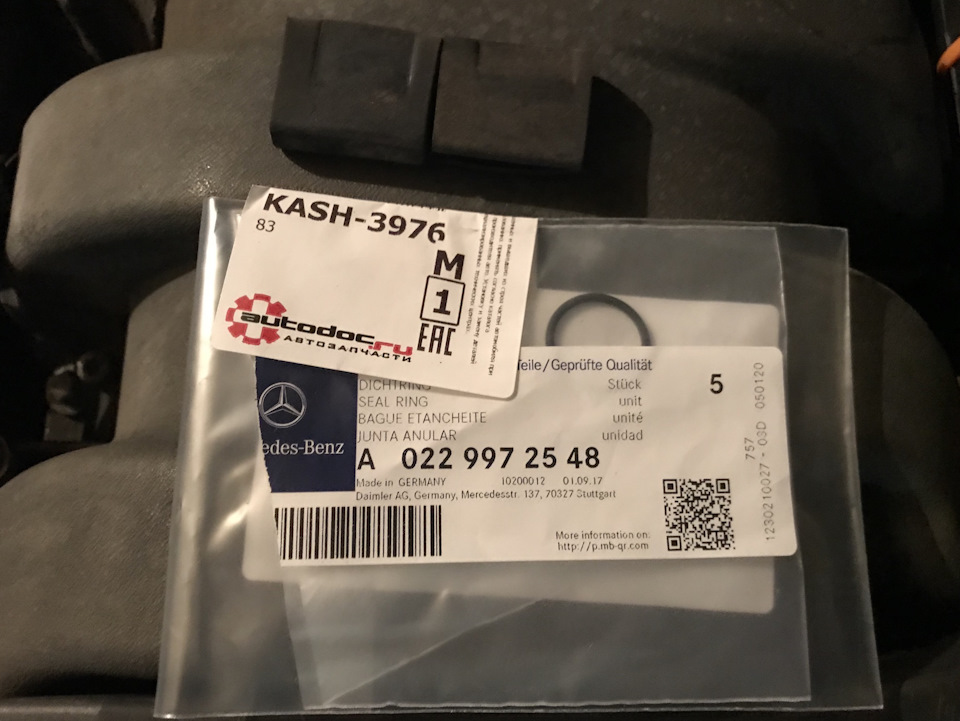 KASH-3976
83
M
1
EAC
autodoc.ru
АВТОЗАПЧАСТИ
Teile/Geprüfte Qualität
DICHTRING
Stück
5
SEAL RING
unit
BAGUE ETANCHEITE
unité
JUNTA ANULAR
unidad
edes-Benz
A 022 997 25 48
Made in GERMANY 10200012 01.09.17
Daimler AG, Germany, Mercedesstr. 137, 70327 Stuttgart
More information on:
http://p.mb-qr.com
757
1230210027 - 03D 050120